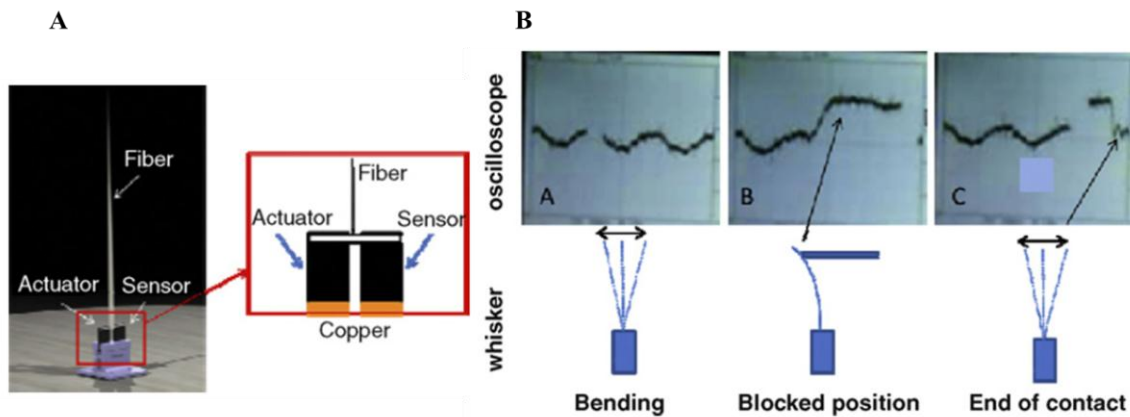 A
B
Fiber
Actuator
Sensor
Fiber
Actuator
Sensor
Copper
oscilloscope
A
B
C
whisker
Bending
Blocked position
End of contact